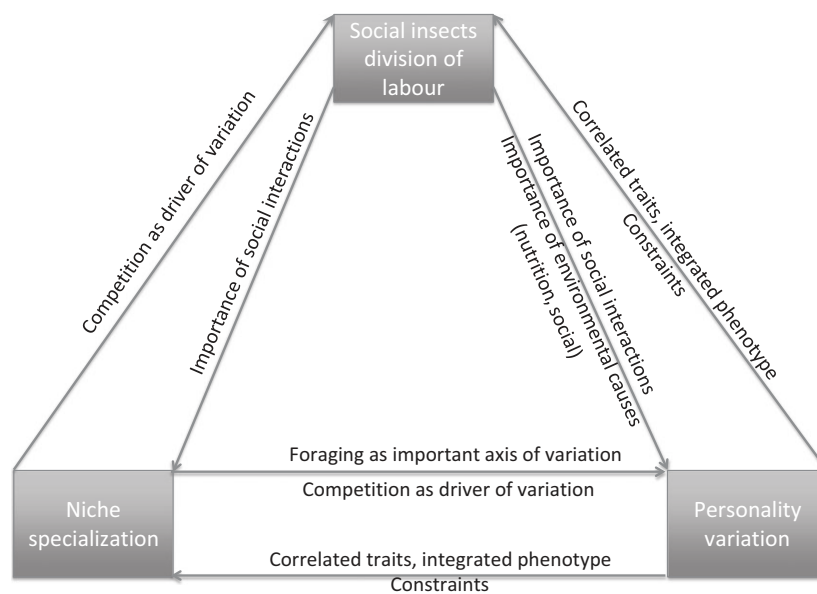 Social insects
division of
labour
Competition as driver of variation
Importance of social interactions
Importance of social interactions
Importance of environmental causes
(nutrition, social)
Correlated traits, integrated phenotype
Constraints
Foraging as important axis of variation
Competition as driver of variation
Niche
specialization
Personality
variation
Correlated traits, integrated phenotype
Constraints